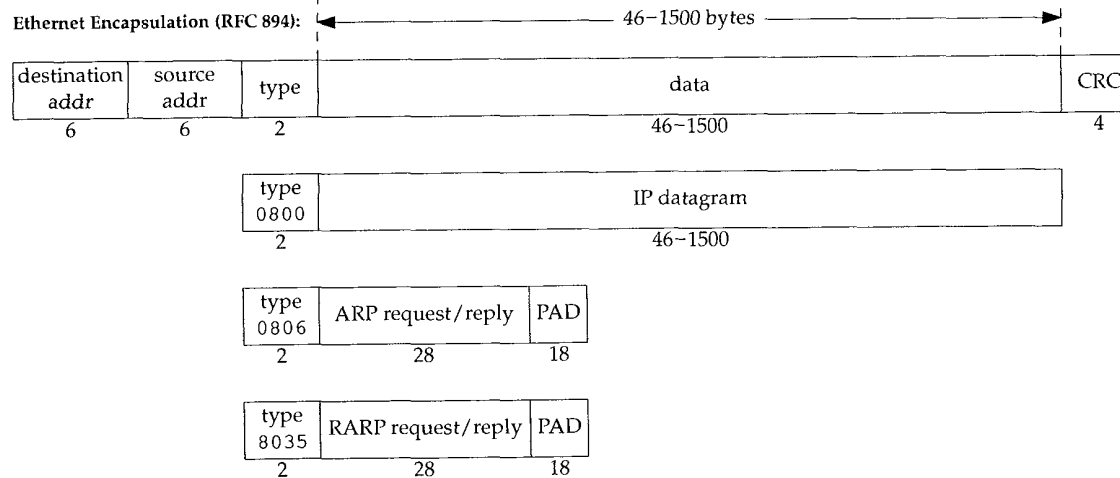 Ethernet Encapsulation (RFC 894):
46–1500 bytes
destination addr
source addr
type
data
CRC
6
6
2
46–1500
4
type 0800
IP datagram
2
46–1500
type 0806
ARP request/reply
PAD
2
28
18
type 8035
RARP request/reply
PAD
2
28
18